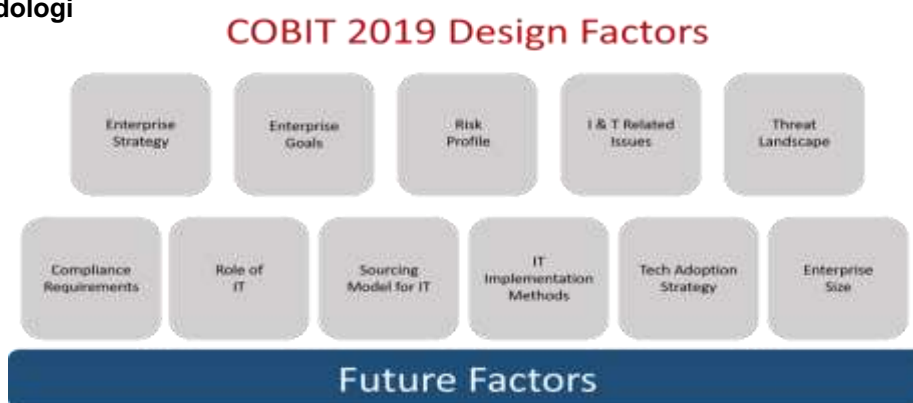 dologi
COBIT 2019 Design Factors
Enterprise
Strategy
Enterprise
Goals
Risk
Profile
I & T Related
Issues
Threat
Landscape
Compliance
Requirements
Role of
IT
Sourcing
Model for IT
IT
Implementation
Methods
Tech Adoption
Strategy
Enterprise
Size
Future Factors